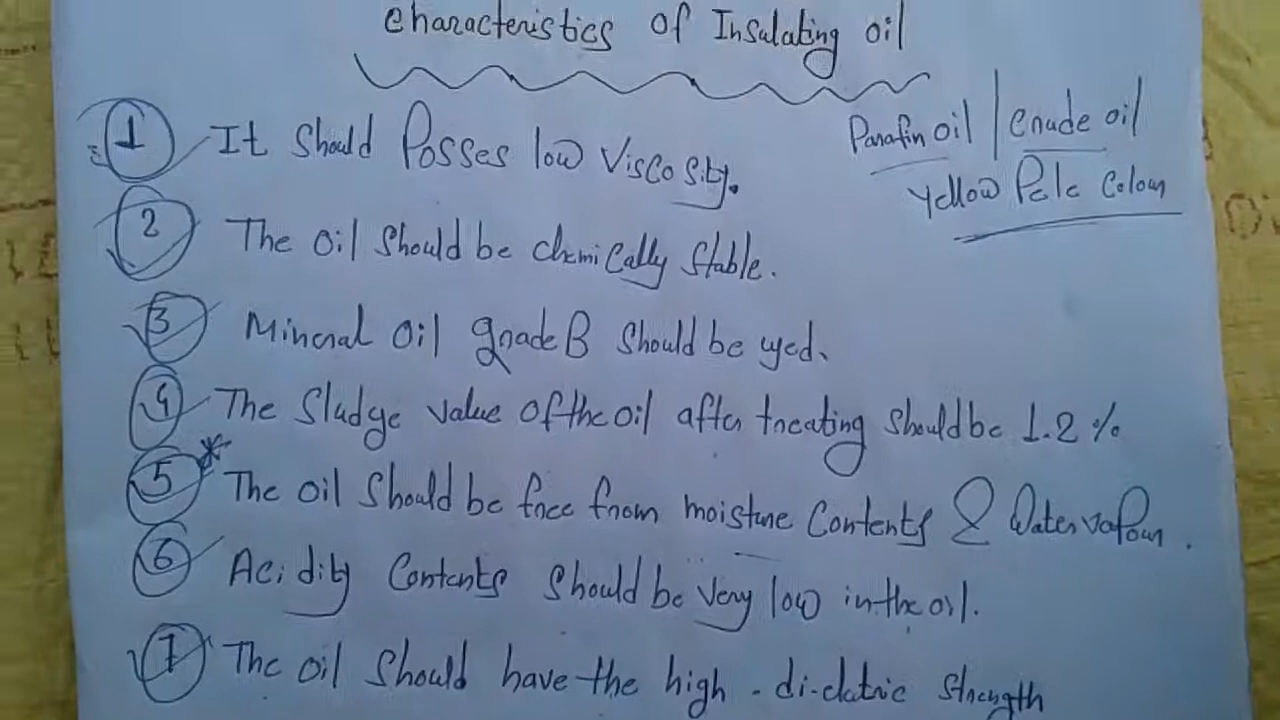 Characteristics of Insulating oil
Parafin oil | Crude oil
Yellow Pale Colour
1 It should Posses low Viscosity.
2 The oil should be chemically stable.
3 Mineral oil grade B should be used.
4 The sludge value of the oil after treating should be 1.2 %
5 * The oil should be free from moisture Contents & Water vapour.
6 Acidity Contents should be very low in the oil.
7 The oil should have the high - di-eletric strength